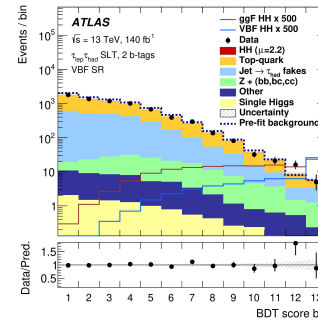 Events / bin
ATLAS
√s = 13 TeV, 140 fb⁻¹
τlepτhad SLT, 2 b-tags
VBF SR
ggF HH x 500
VBF HH x 500
Data
HH (μ=2.2)
Top-quark
Jet → τhad fakes
Z + (bb,bc,cc)
Other
Single Higgs
Uncertainty
Pre-fit background
10⁵
10⁴
10³
10²
10
1
Data/Pred.
1.5
1
0.5
1 2 3 4 5 6 7 8 9 10 11 12
BDT score